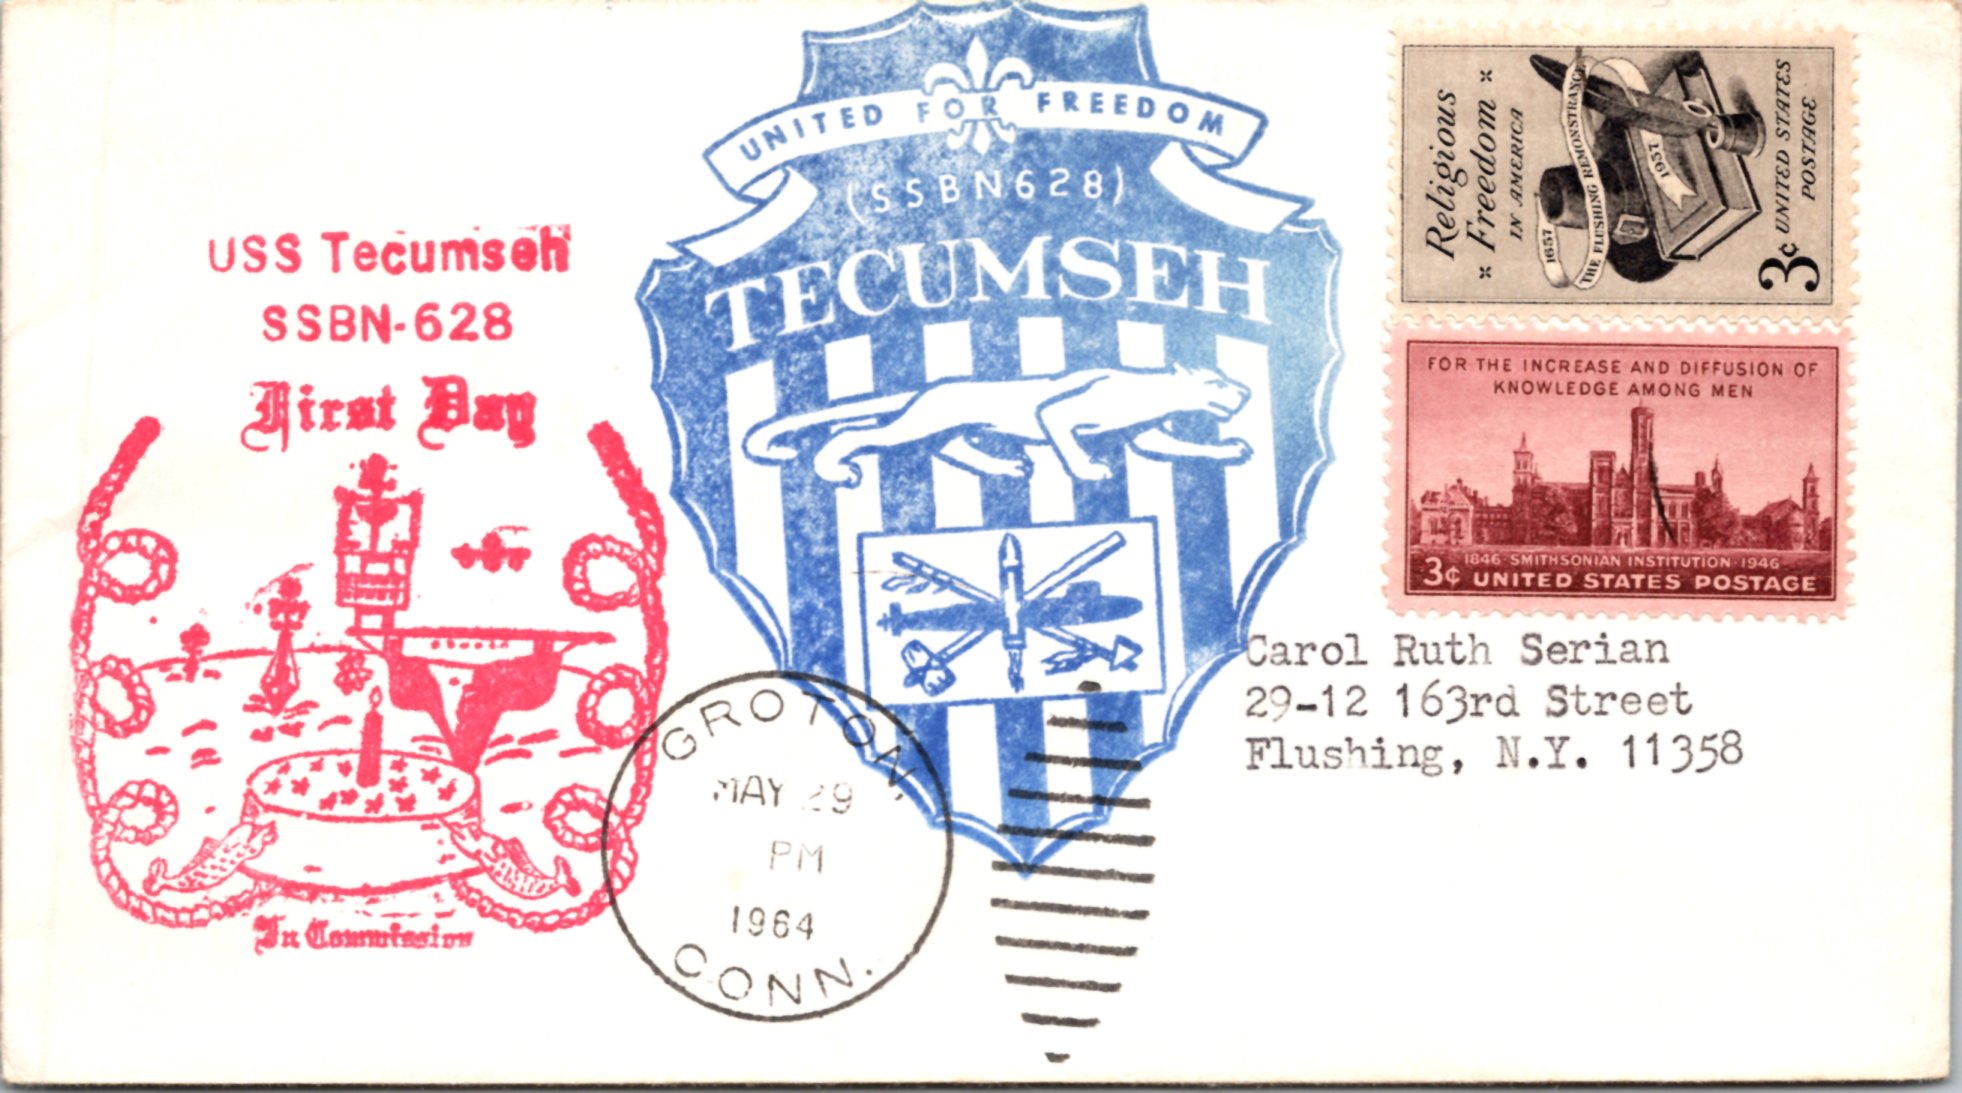 USS Tecumseh
SSBN-628
First Day
In Commission
UNITED FOR FREEDOM
(SSBN628)
TECUMSEH
GROTON,
MAY 29
PM
1964
CONN.
Religious
Freedom
IN AMERICA
1657
THE FLUSHING REMONSTRANCE
1957
3¢ UNITED STATES
POSTAGE
FOR THE INCREASE AND DIFFUSION OF
KNOWLEDGE AMONG MEN
1846·SMITHSONIAN INSTITUTION·1946
3¢ UNITED STATES POSTAGE
Carol Ruth Serian
29-12 163rd Street
Flushing, N.Y. 11358